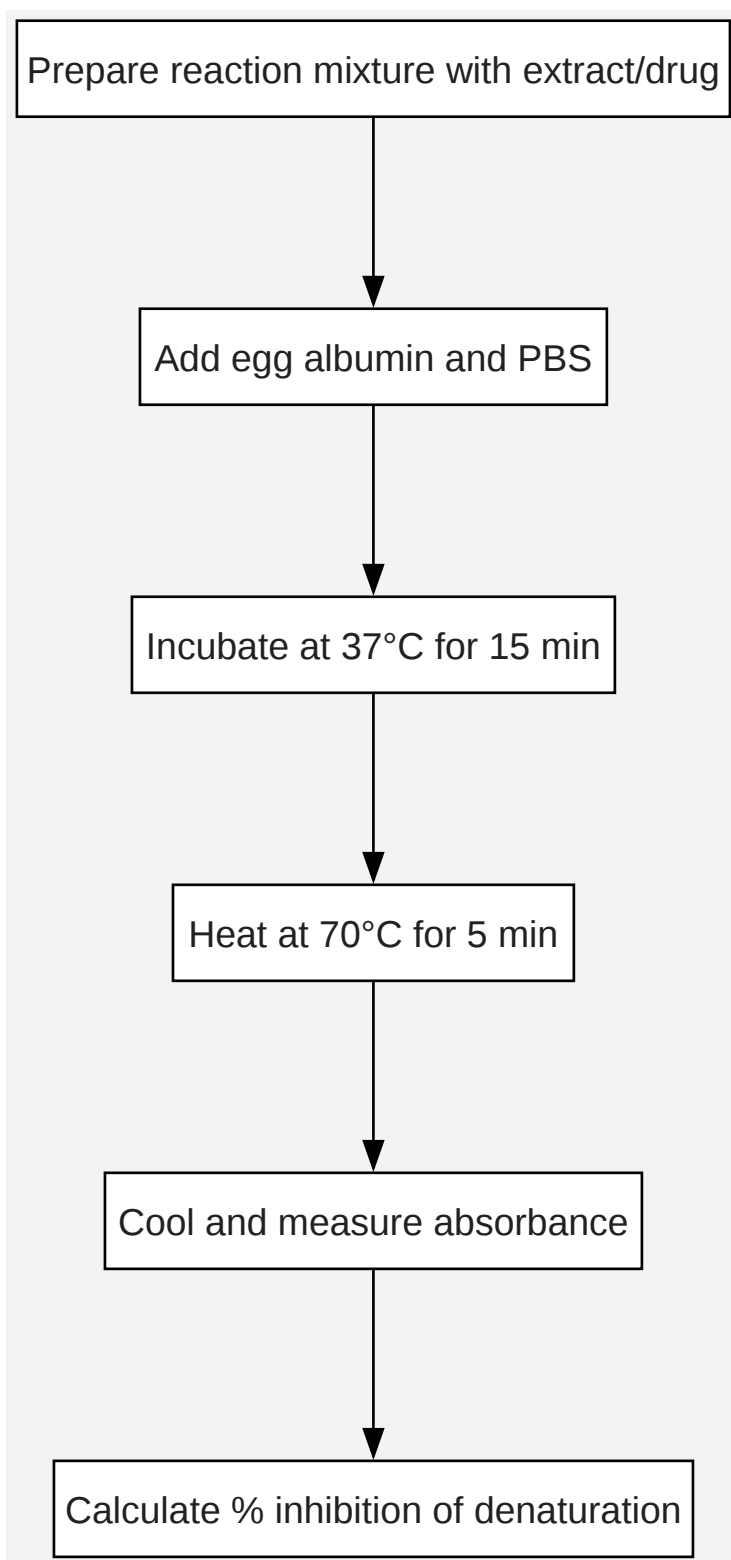 Prepare reaction mixture with extract/drug
Add egg albumin and PBS
Incubate at 37°C for 15 min
Heat at 70°C for 5 min
Cool and measure absorbance
Calculate % inhibition of denaturation